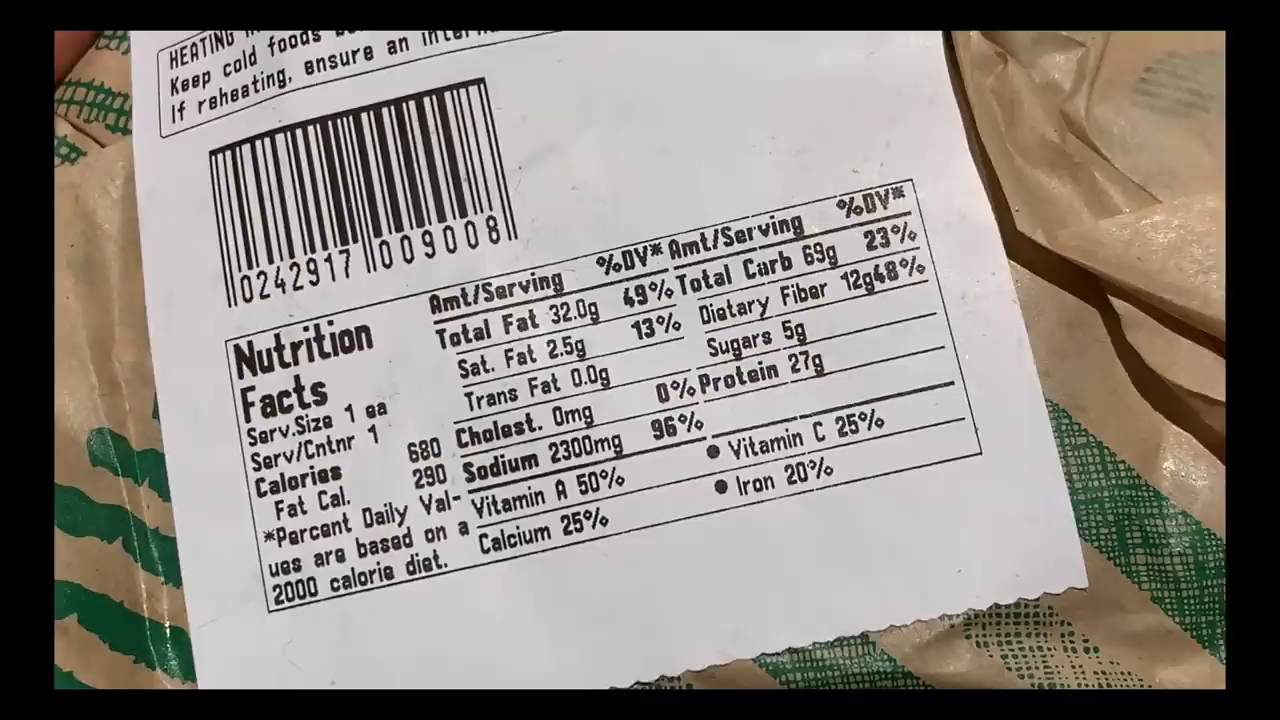 HEATING
Keep cold foods
If reheating, ensure an
0242917 009008
Nutrition
Facts
Serv.Size 1 ea
Serv/Cntnr 1
Calories 680
Fat Cal. 290
*Percent Daily Val-
ues are based on a
2000 calorie diet.
Amt/Serving %DV*
Total Fat 32.0g 49%
Sat. Fat 2.5g 13%
Trans Fat 0.0g
Cholest. 0mg 0%
Sodium 2300mg 96%
Amt/Serving %DV*
Total Carb 69g 23%
Dietary Fiber 12g48%
Sugars 5g
Protein 27g
Vitamin A 50% • Vitamin C 25%
Calcium 25% • Iron 20%